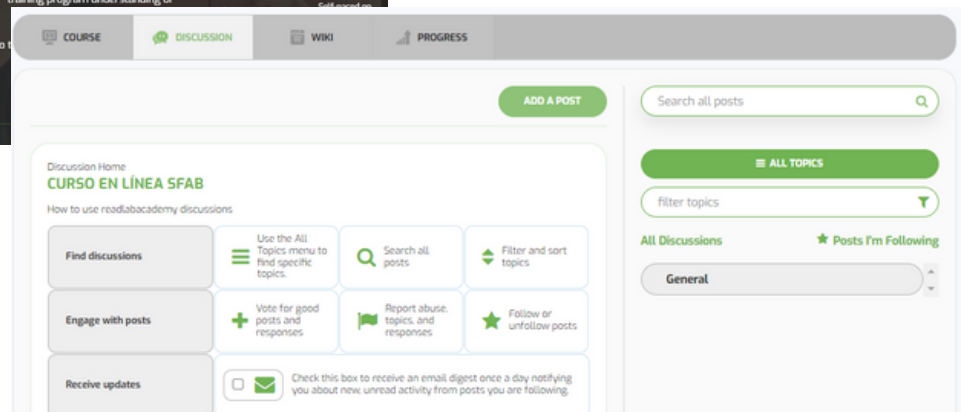 training program understanding of
Self-paced on
COURSE
DISCUSSION
WIKI
PROGRESS
ADD A POST
Search all posts
Discussion Home
CURSO EN LÍNEA SFAB
How to use readlabacademy discussions
Find discussions
Use the All
Topics menu to
find specific
topics.
Search all
posts
Filter and sort
topics
Engage with posts
Vote for good
posts and
responses
Report abuse,
topics, and
responses
Follow or
unfollow posts
Receive updates
Check this box to receive an email digest once a day notifying
you about new, unread activity from posts you are following.
ALL TOPICS
filter topics
All Discussions
Posts I'm Following
General